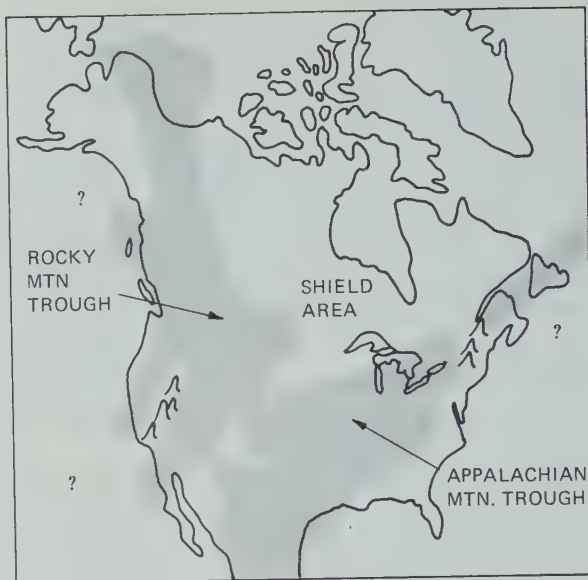 ?
ROCKY
MTN
TROUGH
SHIELD
AREA
?
?
APPALACHIAN
MTN. TROUGH